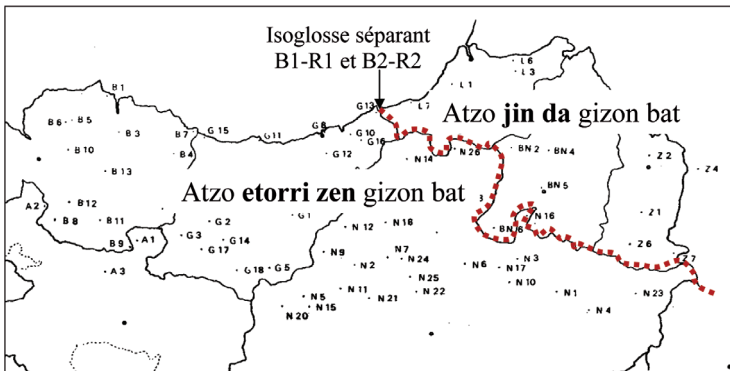 Isoglosse séparant
B1-R1 et B2-R2
Atzo jin da gizon bat
Atzo etorri zen gizon bat
L 6
L 3
L 1
L 7
B 1
G 13
B 6
B 5
B 3
B 7
G 15
G 11
G 8
G 10
G 16
B 10
B 4
G 12
N 14
N 26
BN 2
BN 4
Z 2
Z 4
B 13
BN 5
A 2
B 12
B 8
B 11
G 2
G 1
N 12
N 18
BN 6
N 16
Z 1
B 9
A 1
G 3
G 14
G 17
Z 6
Z 7
A 3
G 18
G 5
N 9
N 2
N 7
N 24
N 6
N 3
N 17
N 25
N 10
N 5
N 15
N 11
N 21
N 22
N 1
N 23
N 20
N 4